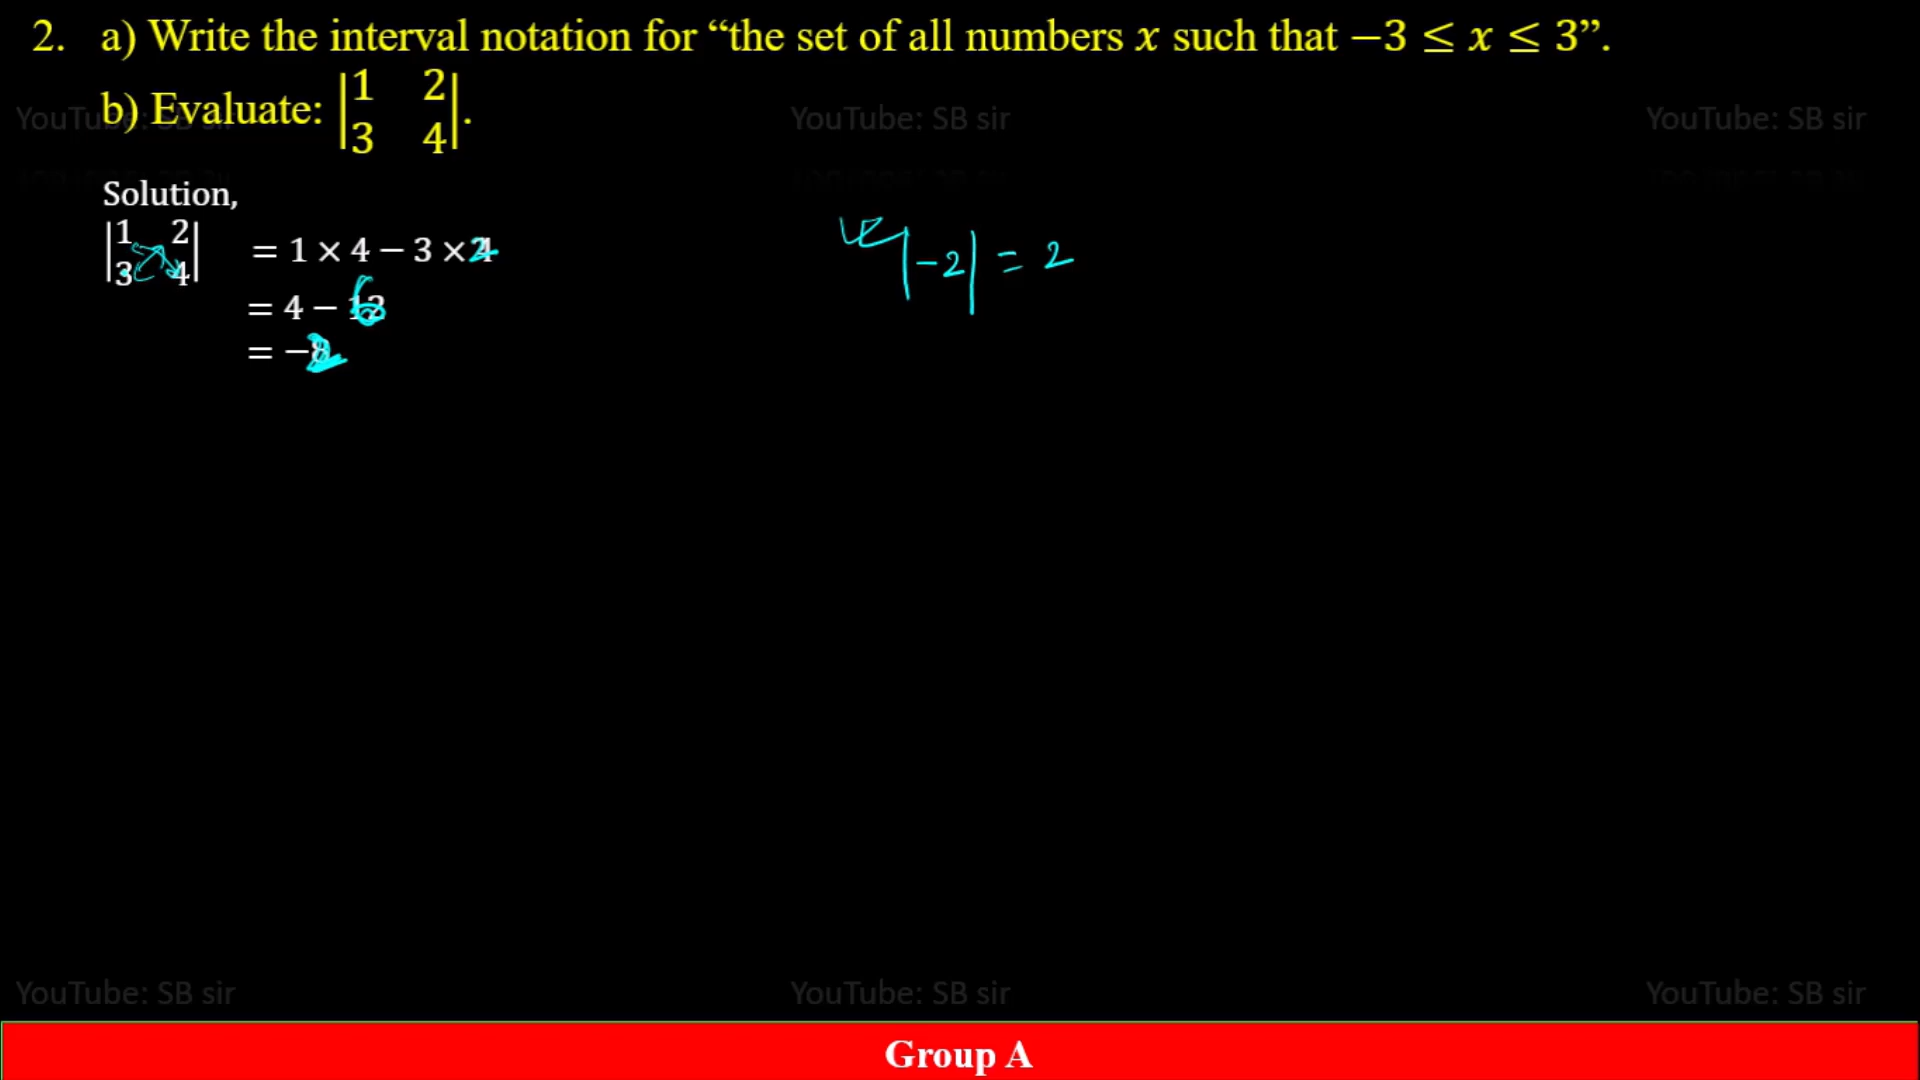 2. a) Write the interval notation for “the set of all numbers x such that −3 ≤ x ≤ 3”.
b) Evaluate: |1 2|
|3 4|.
YouTube: SB sir YouTube: SB sir YouTube: SB sir
Solution,
|1 2|
|3 4| = 1 × 4 − 3 × 2
= 4 − 6
= −2
|-2| = 2
YouTube: SB sir YouTube: SB sir YouTube: SB sir
Group A